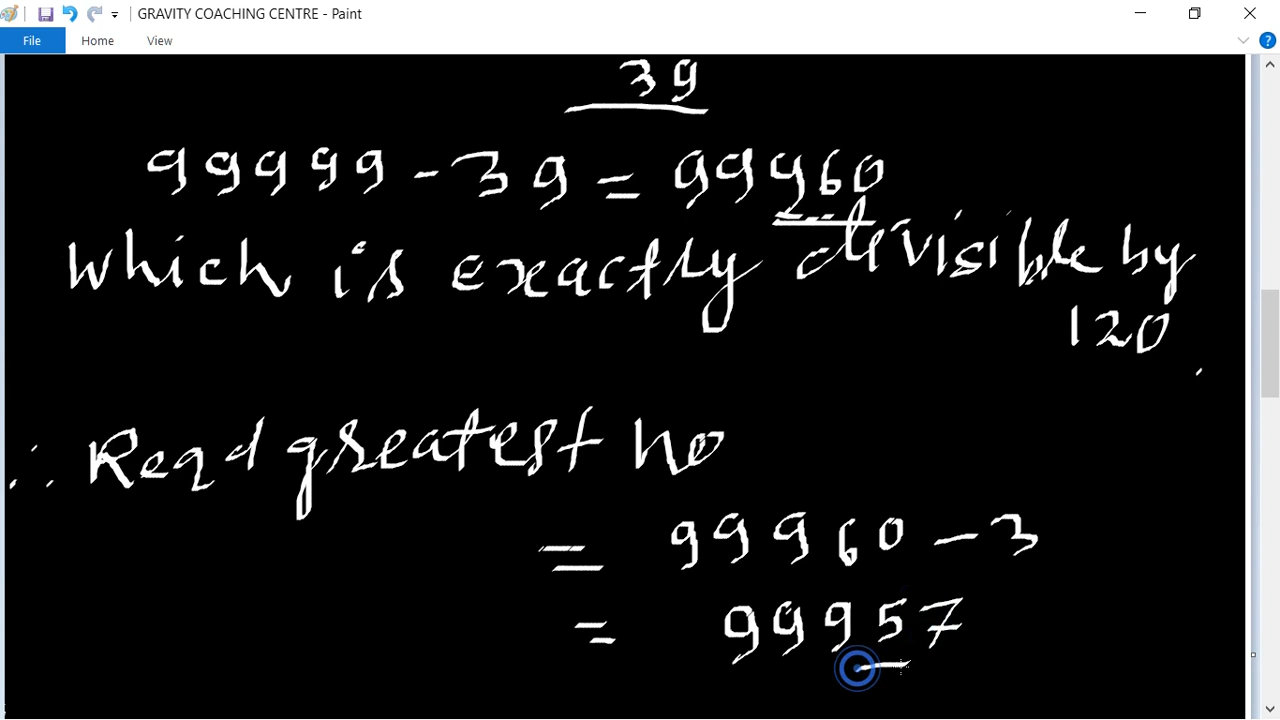 GRAVITY COACHING CENTRE - Paint
File Home View
39
99999 - 39 = 99960
which is exactly divisible by
120.
∴ Reqd greatest no
= 99960 - 3
= 99957